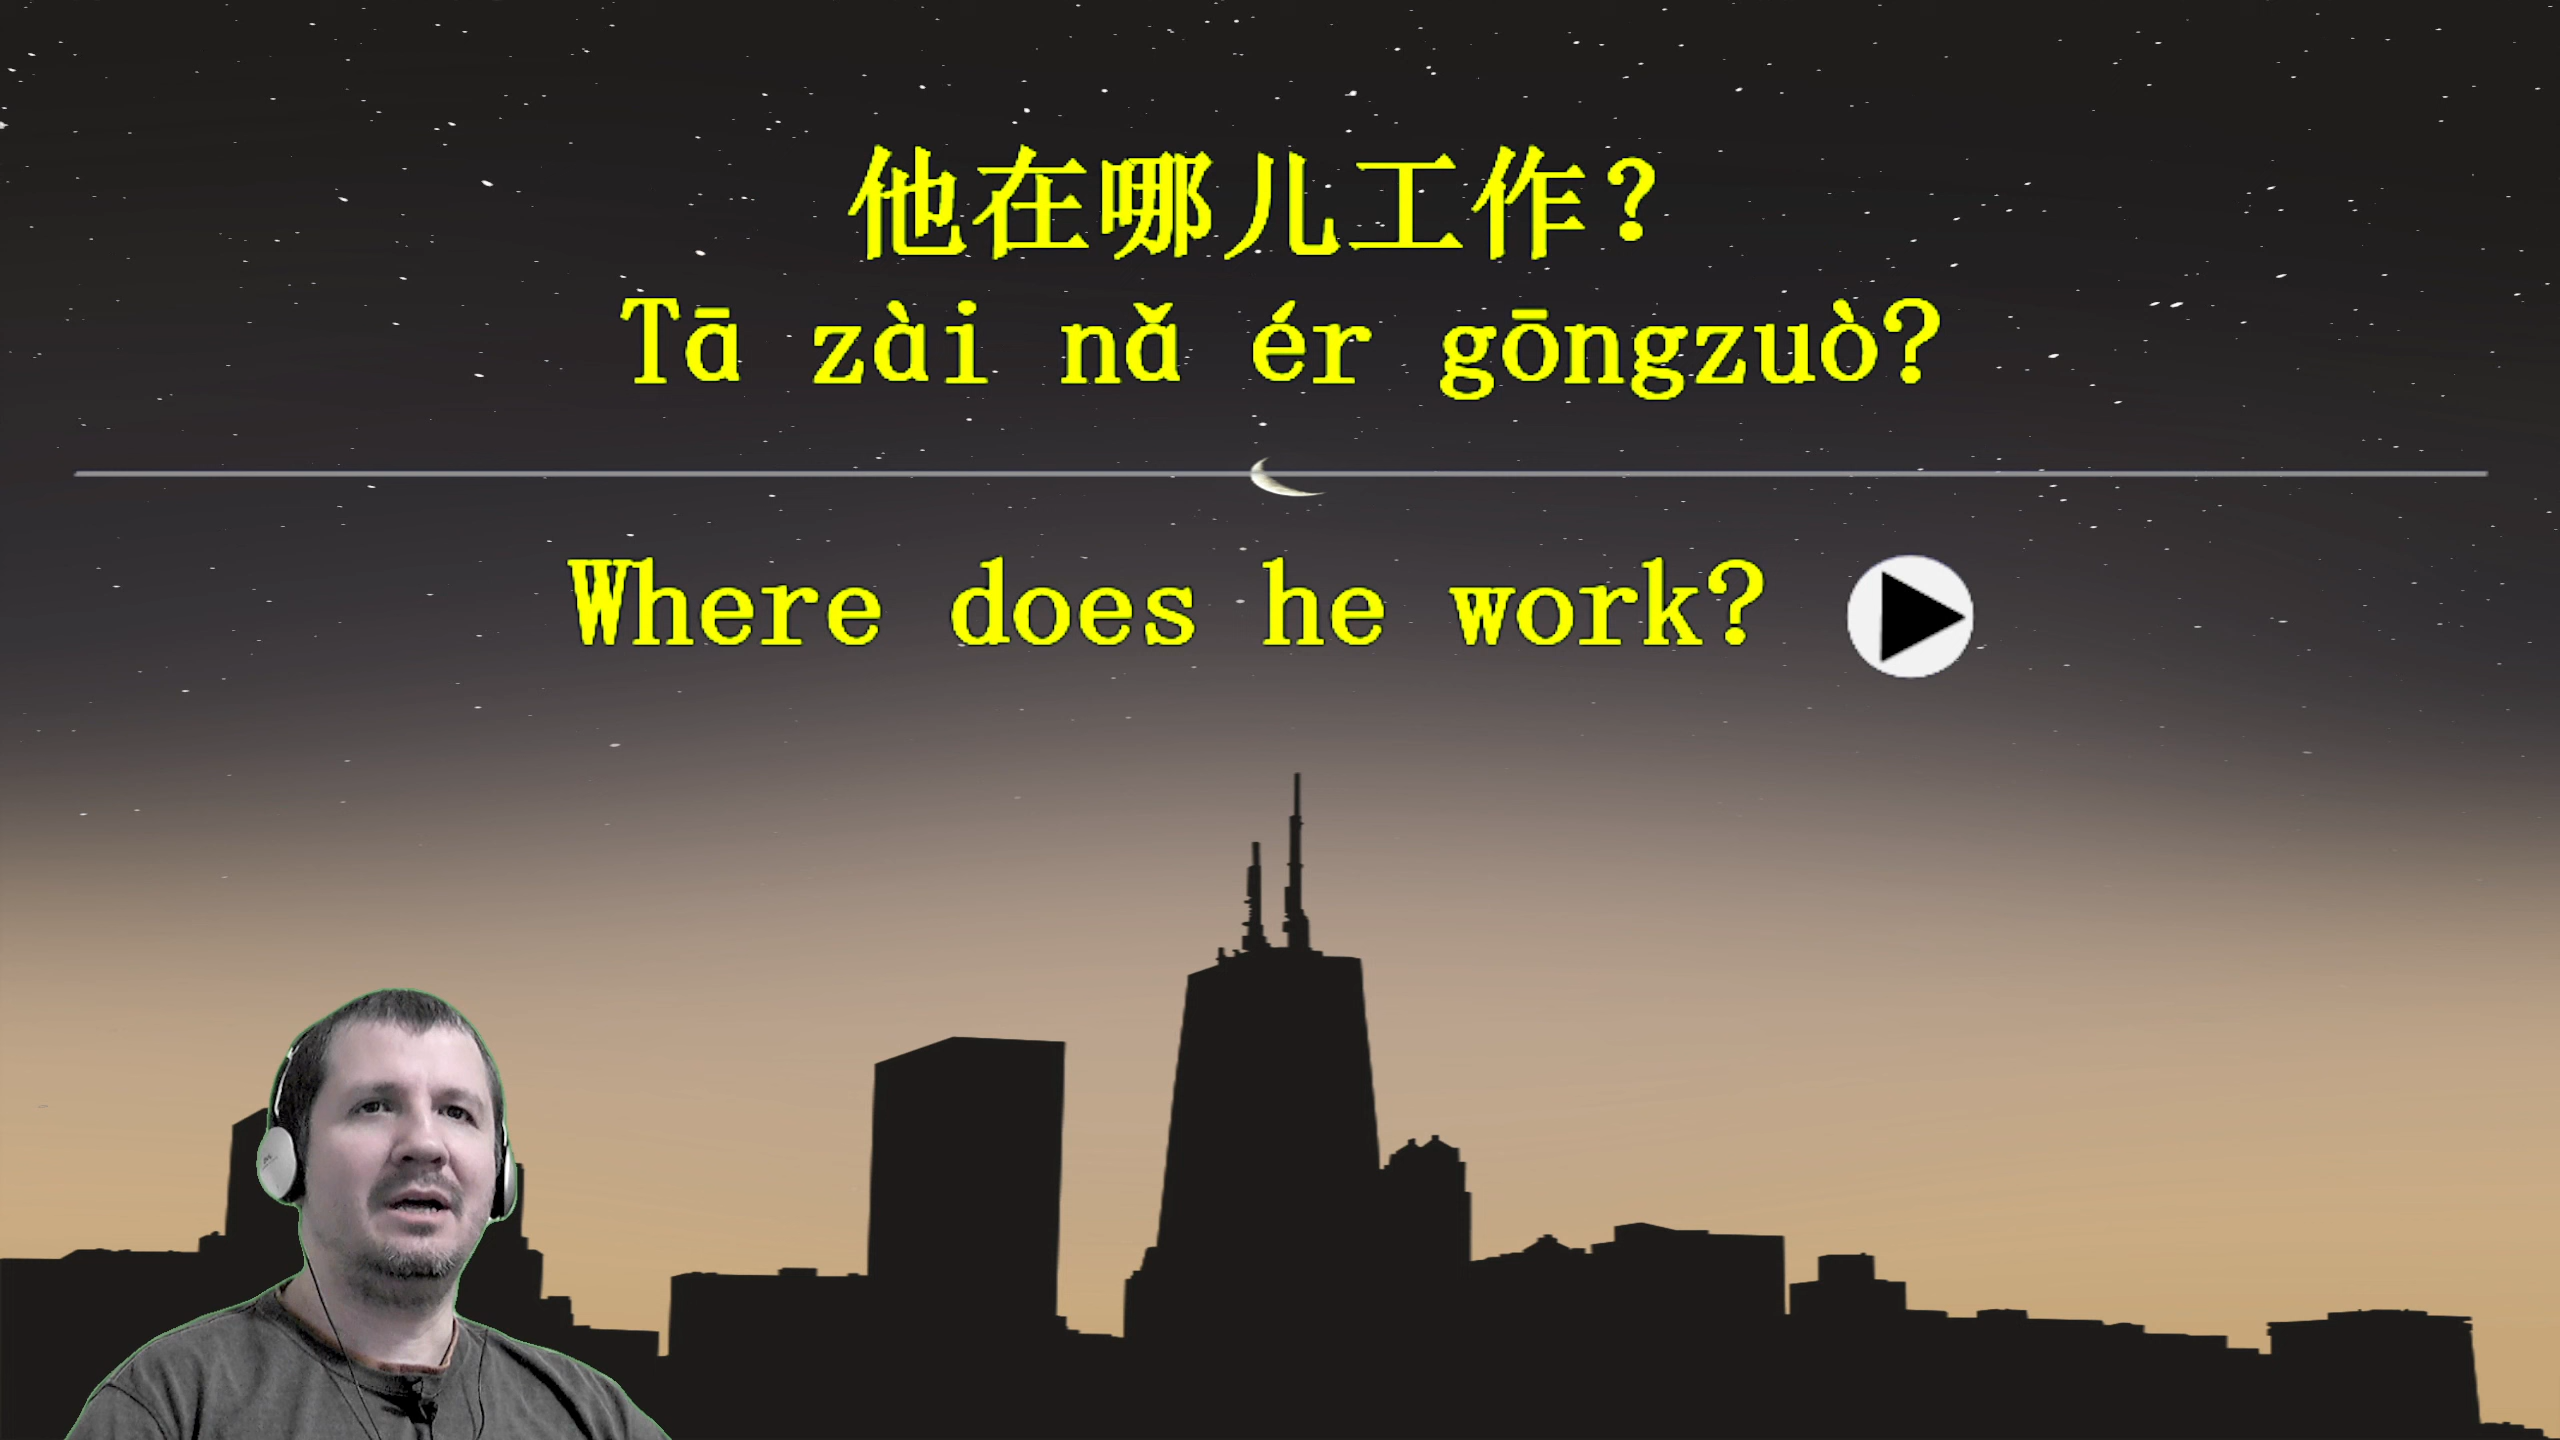 他在哪儿工作？
Tā zài nǎ ér gōngzuò?
Where does he work?